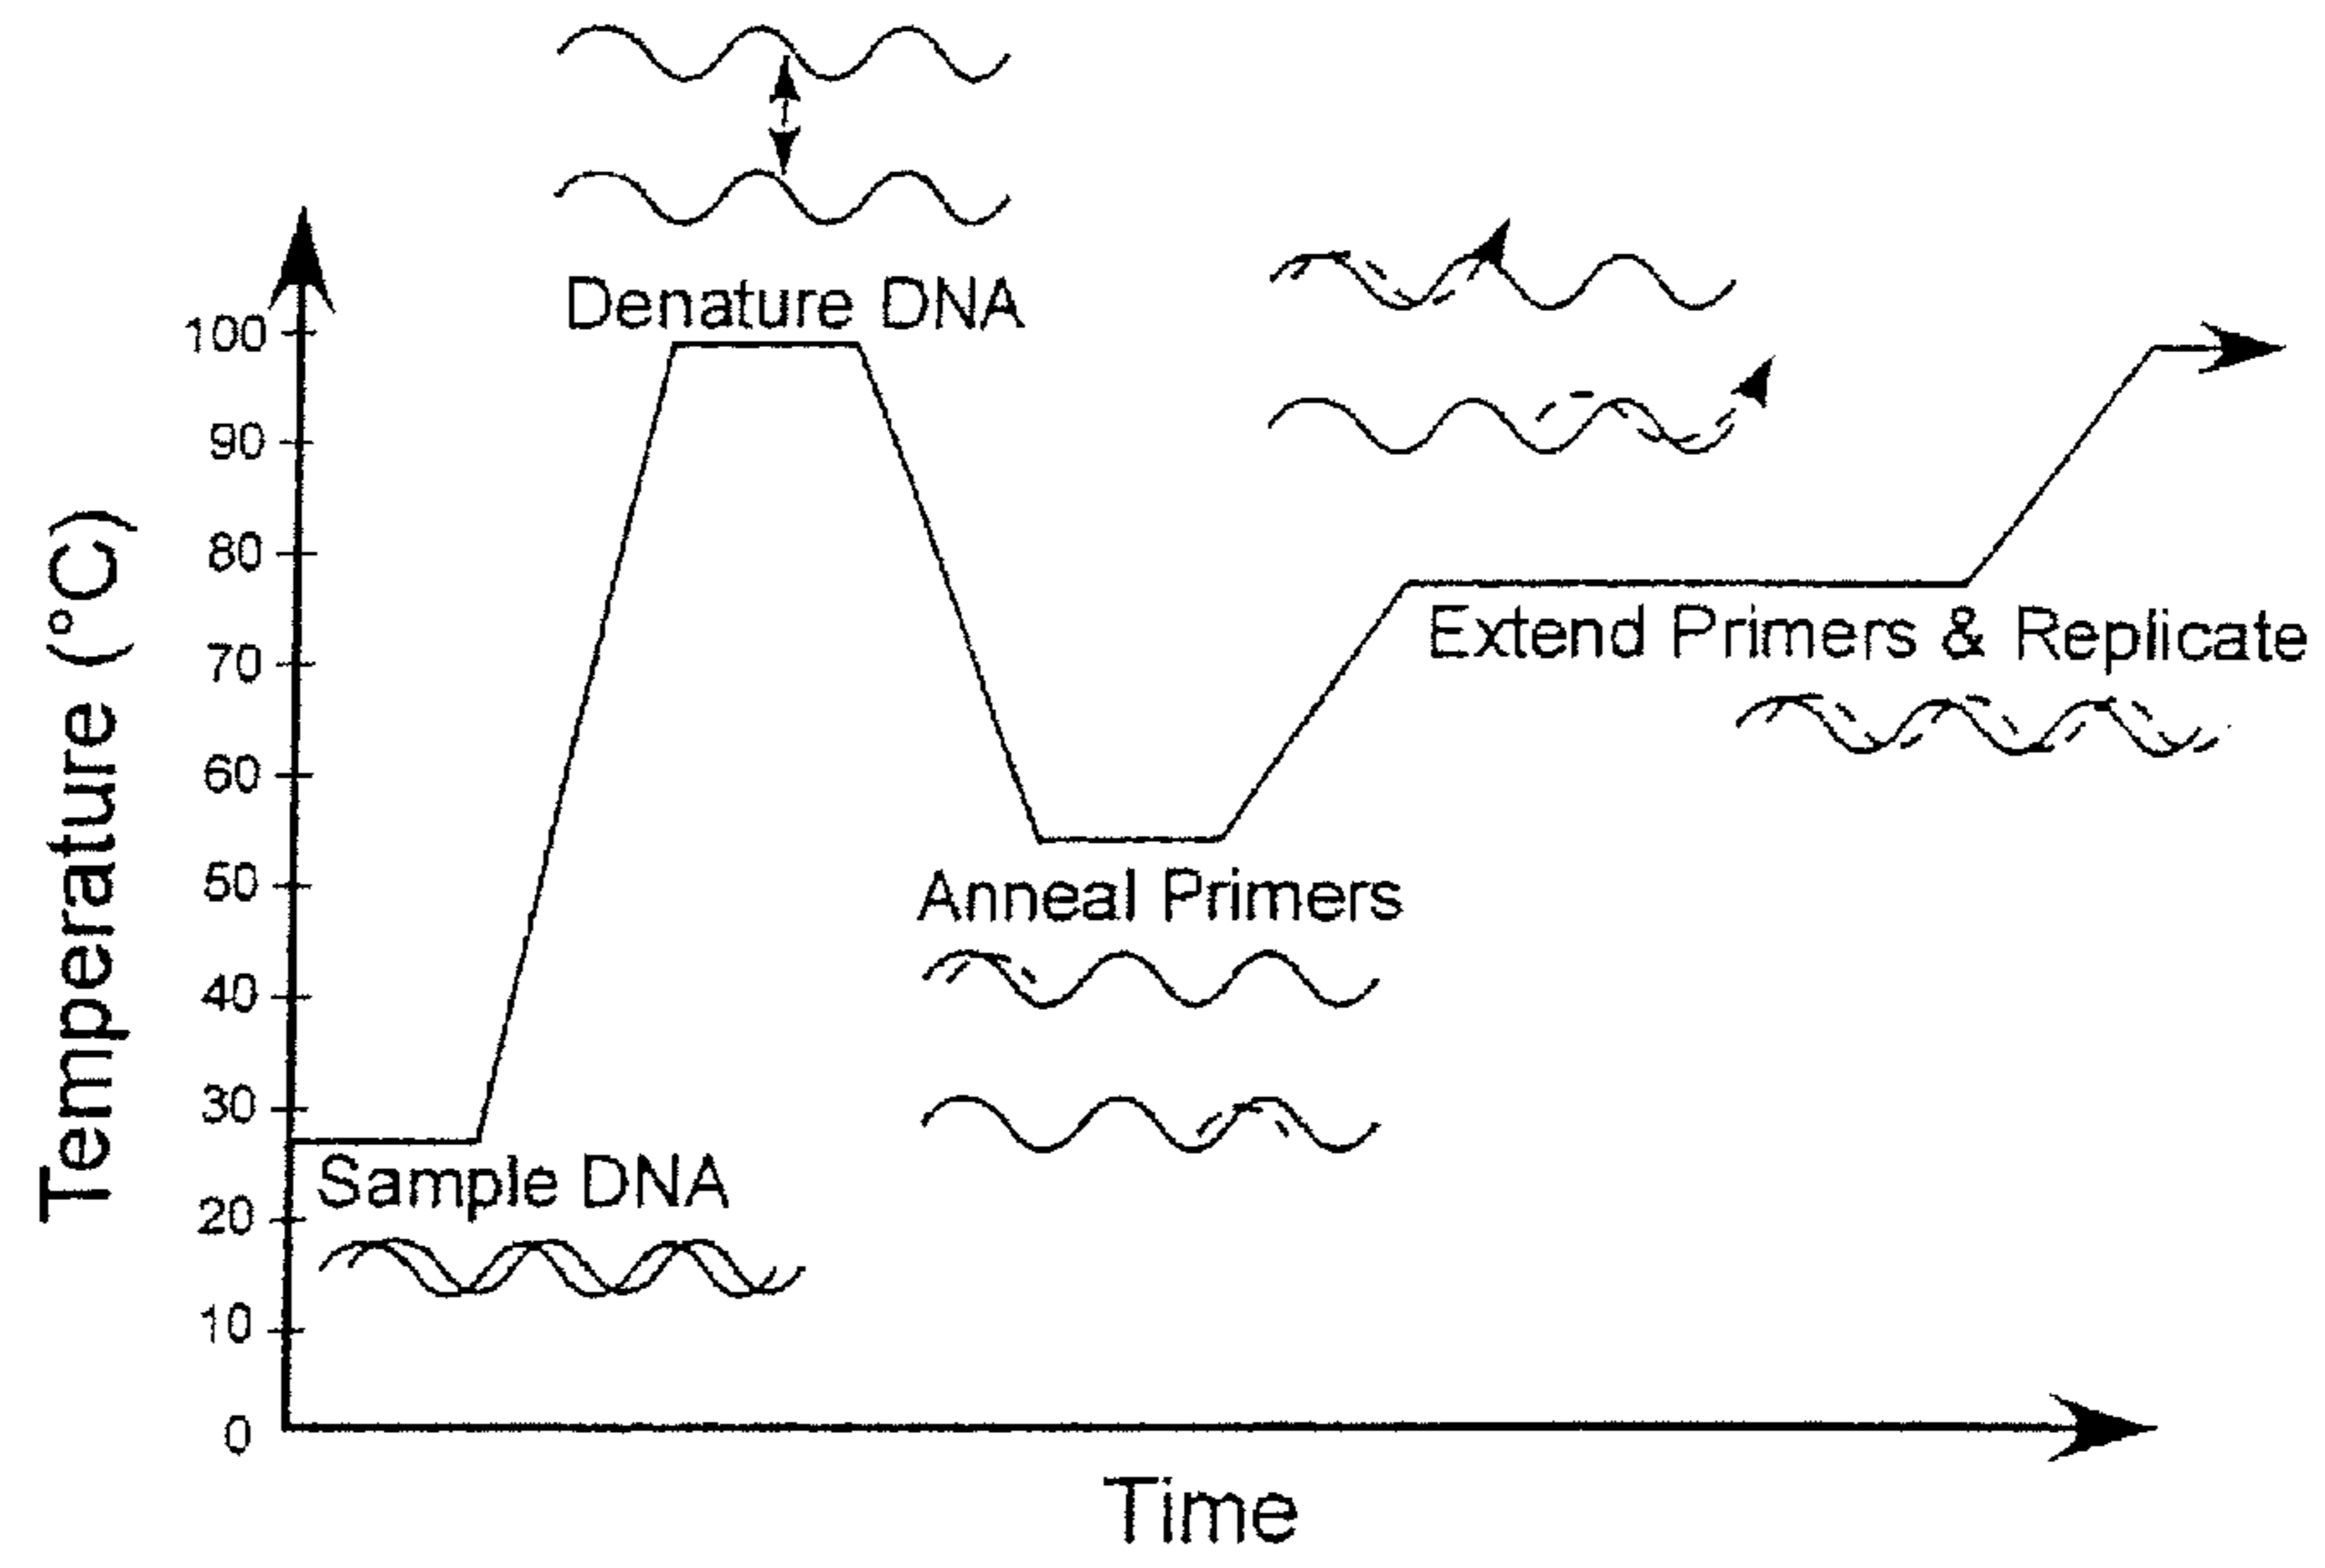 Denature DNA
100
90
80
70
60
50
40
30
20
10
0
Temperature (°C)
Extend Primers & Replicate
Anneal Primers
Sample DNA
Time